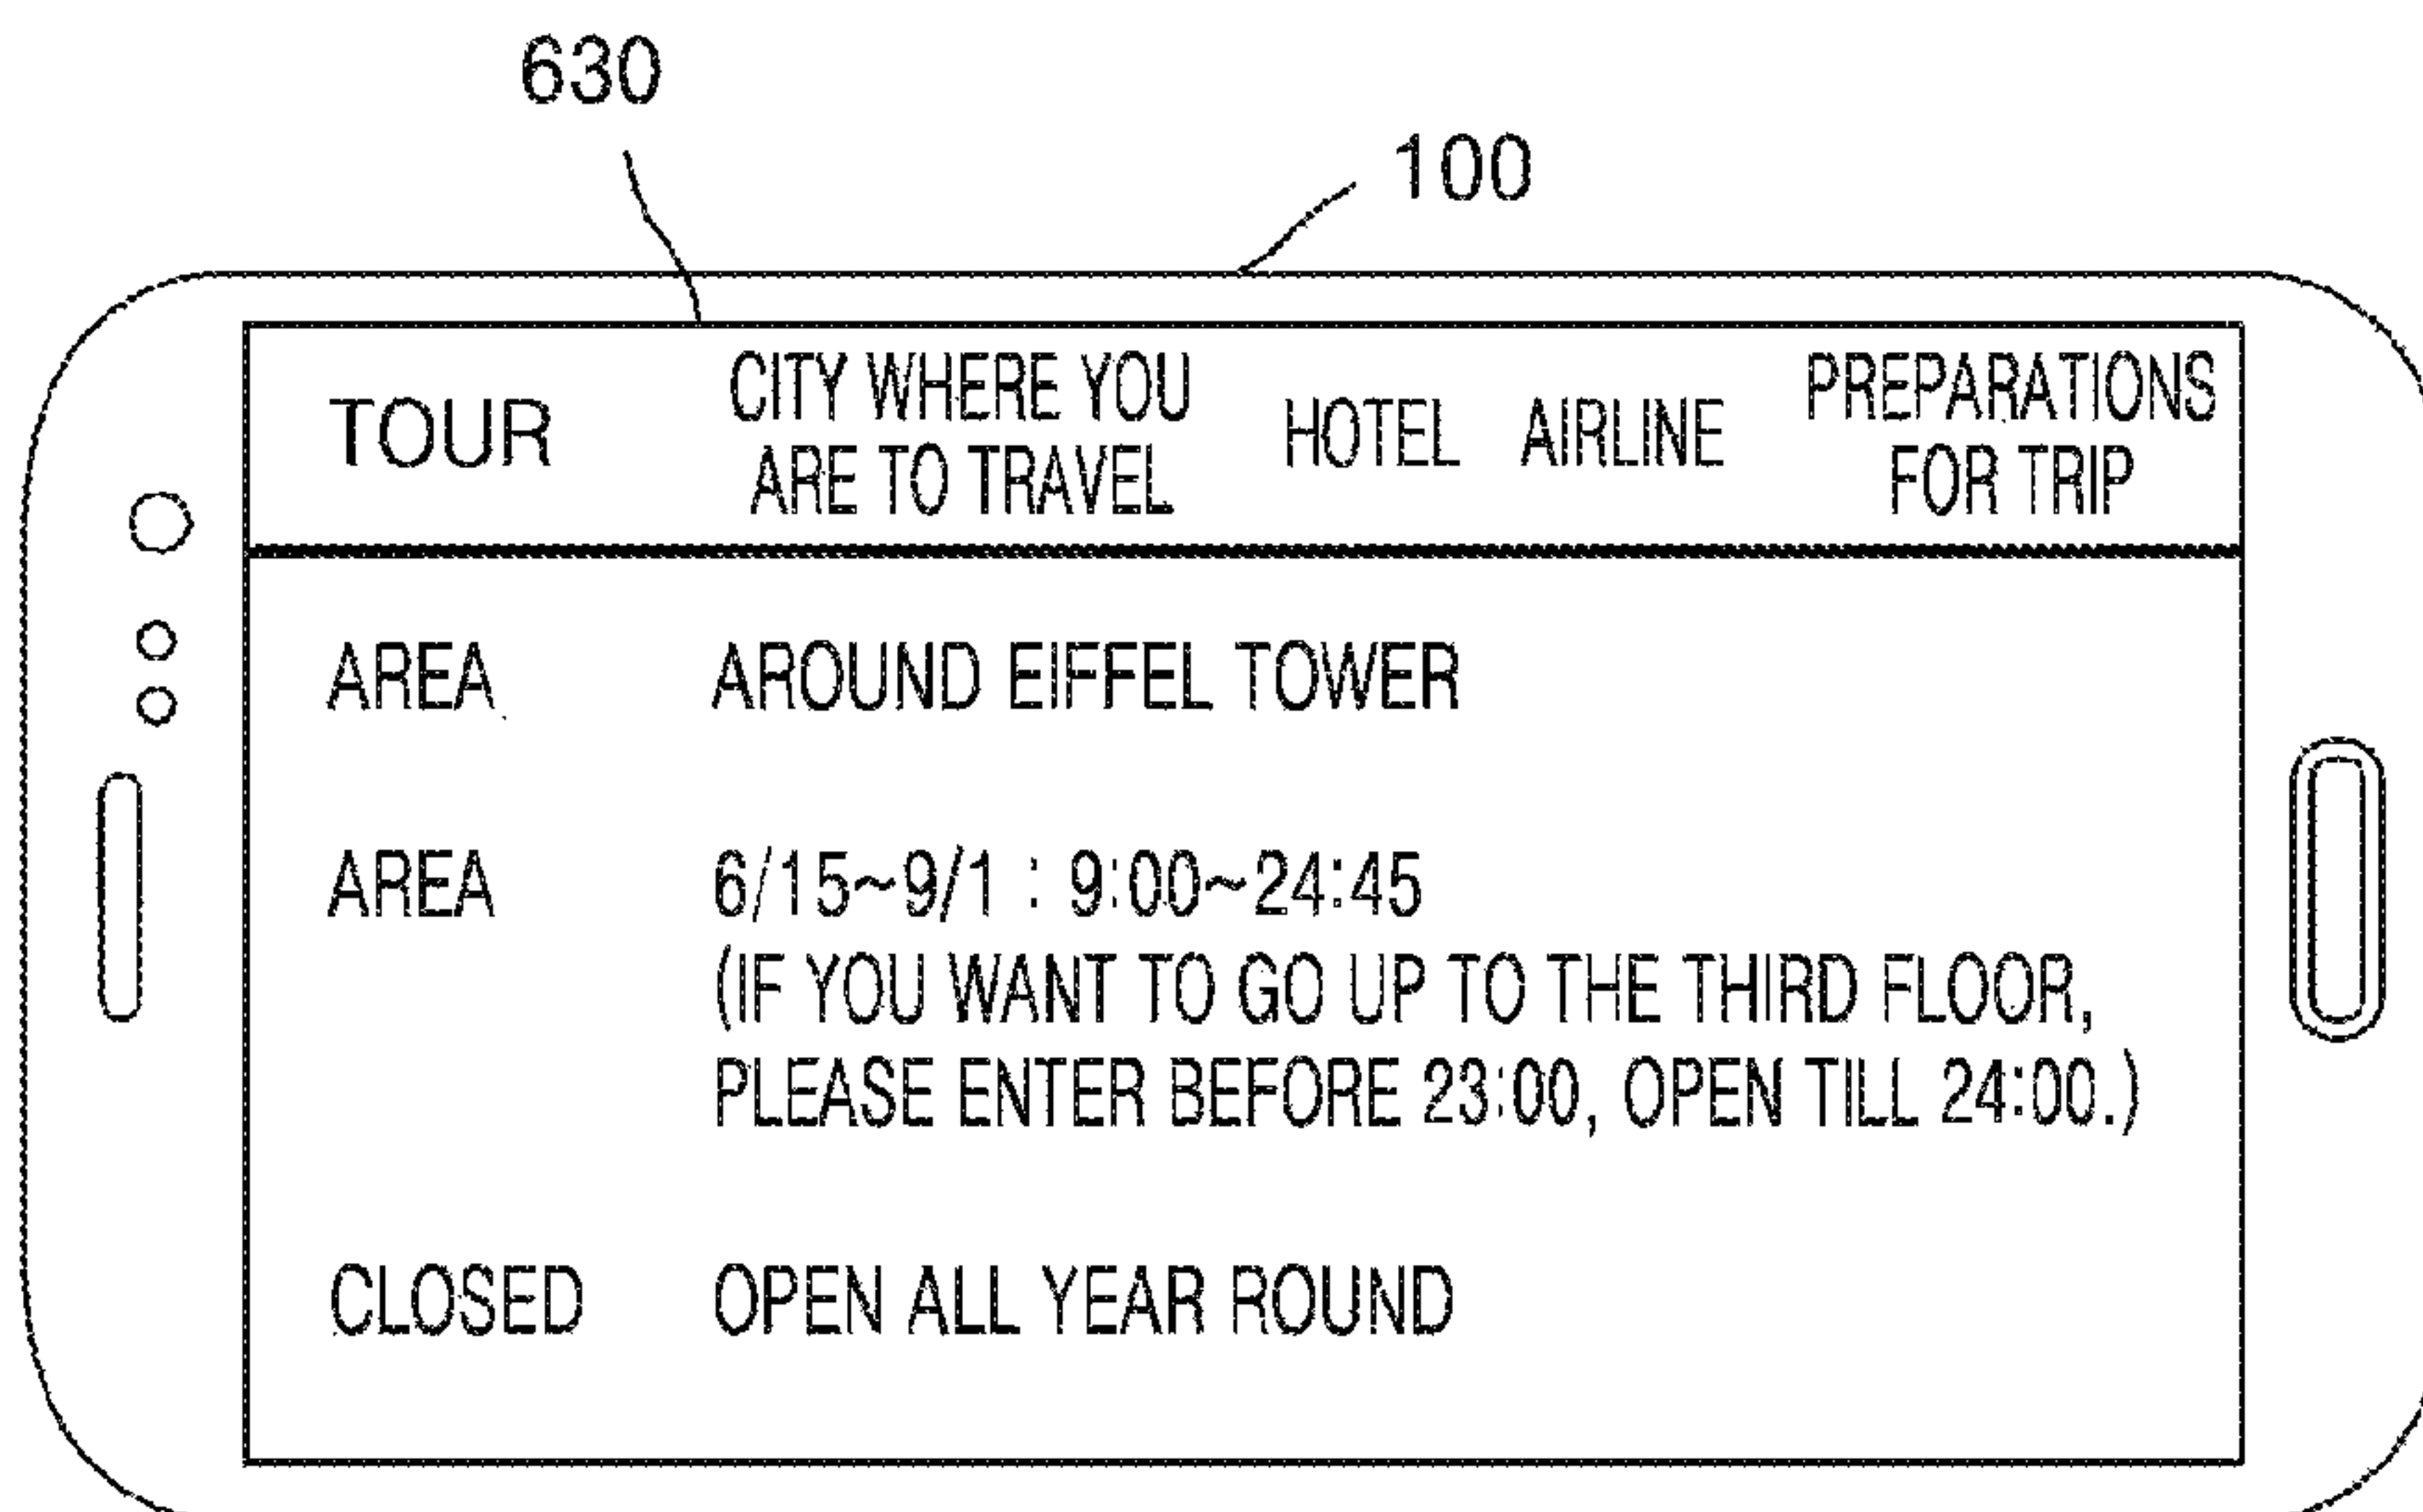 630
100
TOUR
CITY WHERE YOU
ARE TO TRAVEL
HOTEL
AIRLINE
PREPARATIONS
FOR TRIP
AREA AROUND EIFFEL TOWER
AREA 6/15~9/1 : 9:00~24:45
(IF YOU WANT TO GO UP TO THE THIRD FLOOR,
PLEASE ENTER BEFORE 23:00, OPEN TILL 24:00.)
CLOSED OPEN ALL YEAR ROUND